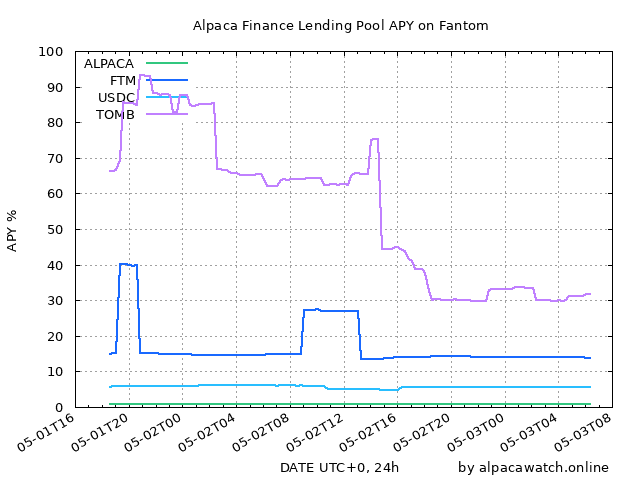 Alpaca Finance Lending Pool APY on Fantom
100
90
80
70
60
50
40
30
20
10
0
APY %
ALPACA
FTM
USDC
TOMB
05-01T16
05-01T20
05-02T00
05-02T04
05-02T08
05-02T12
05-02T16
05-02T20
05-03T00
05-03T04
05-03T08
DATE UTC+0, 24h
by alpacawatch.online